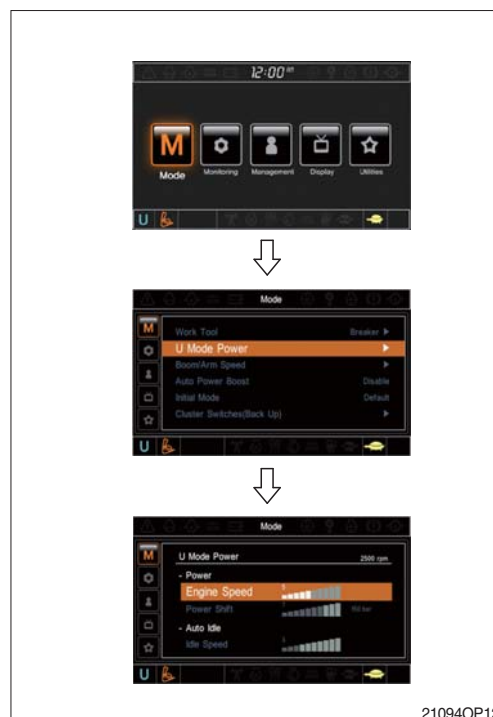 12:00
M
Mode Monitoring Management Display Utilities
U
Mode
M
Work Tool Breaker
U Mode Power
Boom/Arm Speed
Auto Power Boost Disable
Initial Mode Default
Cluster Switches(Back Up)
U
Mode
M
U Mode Power 2500 rpm
- Power
Engine Speed
Power Shift bar
- Auto Idle
Idle Speed
U